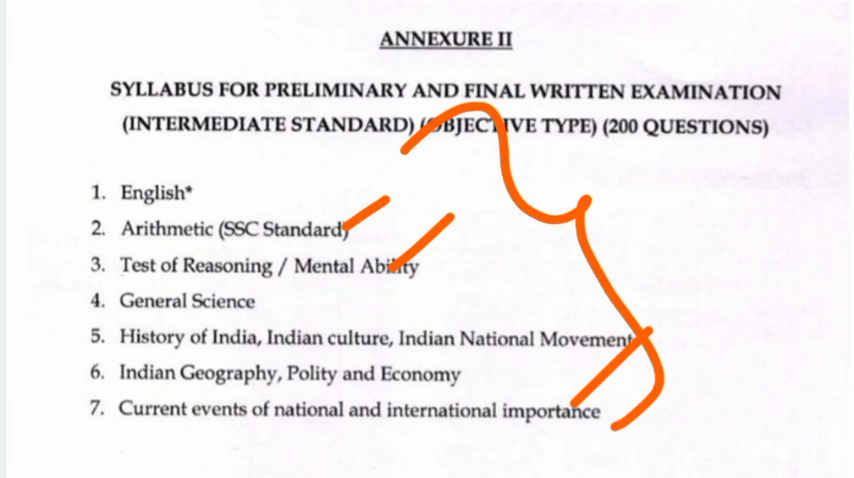 ANNEXURE II
SYLLABUS FOR PRELIMINARY AND FINAL WRITTEN EXAMINATION
(INTERMEDIATE STANDARD) (OBJECTIVE TYPE) (200 QUESTIONS)
1. English*
2. Arithmetic (SSC Standard)
3. Test of Reasoning / Mental Ability
4. General Science
5. History of India, Indian culture, Indian National Movement
6. Indian Geography, Polity and Economy
7. Current events of national and international importance